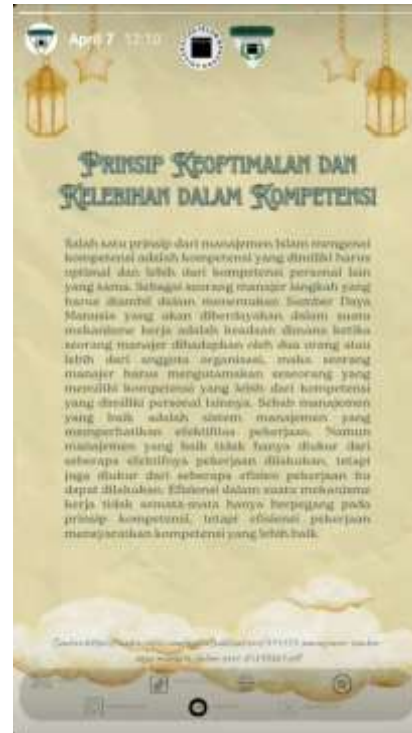 April 7 12:10
PRINSIP KEOPTIMALAN DAN
KELEBIHAN DALAM KOMPETENSI
Salah satu prinsip dari manajemen Islam mengenai
kompetensi adalah kompetensi yang dimiliki harus
optimal dan lebih dari kompetensi personal lain
yang sama. Sebagai seorang manajer langkah yang
harus diambil dalam menentukan Sumber Daya
Manusia yang akan diberdayakan dalam suatu
mekanisme kerja adalah keadaan dimana ketika
seorang manajer dihadapkan oleh dua orang atau
lebih dari anggota organisasi, maka seorang
manajer harus mengutamakan seseorang yang
memiliki kompetensi yang lebih dari kompetensi
yang dimiliki personal lainnya. Sebab manajemen
yang baik adalah sistem manajemen yang
memperhatikan efektifitas pekerjaan. Namun
manajemen yang baik tidak hanya diukur dari
seberapa efektifnya pekerjaan dilakukan, tetapi
juga diukur dari seberapa efisien pekerjaan itu
dapat dilakukan. Efisiensi dalam suatu mekanisme
kerja tidak semata-mata hanya berpegang pada
prinsip kompetensi, tetapi efisiensi pekerjaan
mensyaratkan kompetensi yang lebih baik.